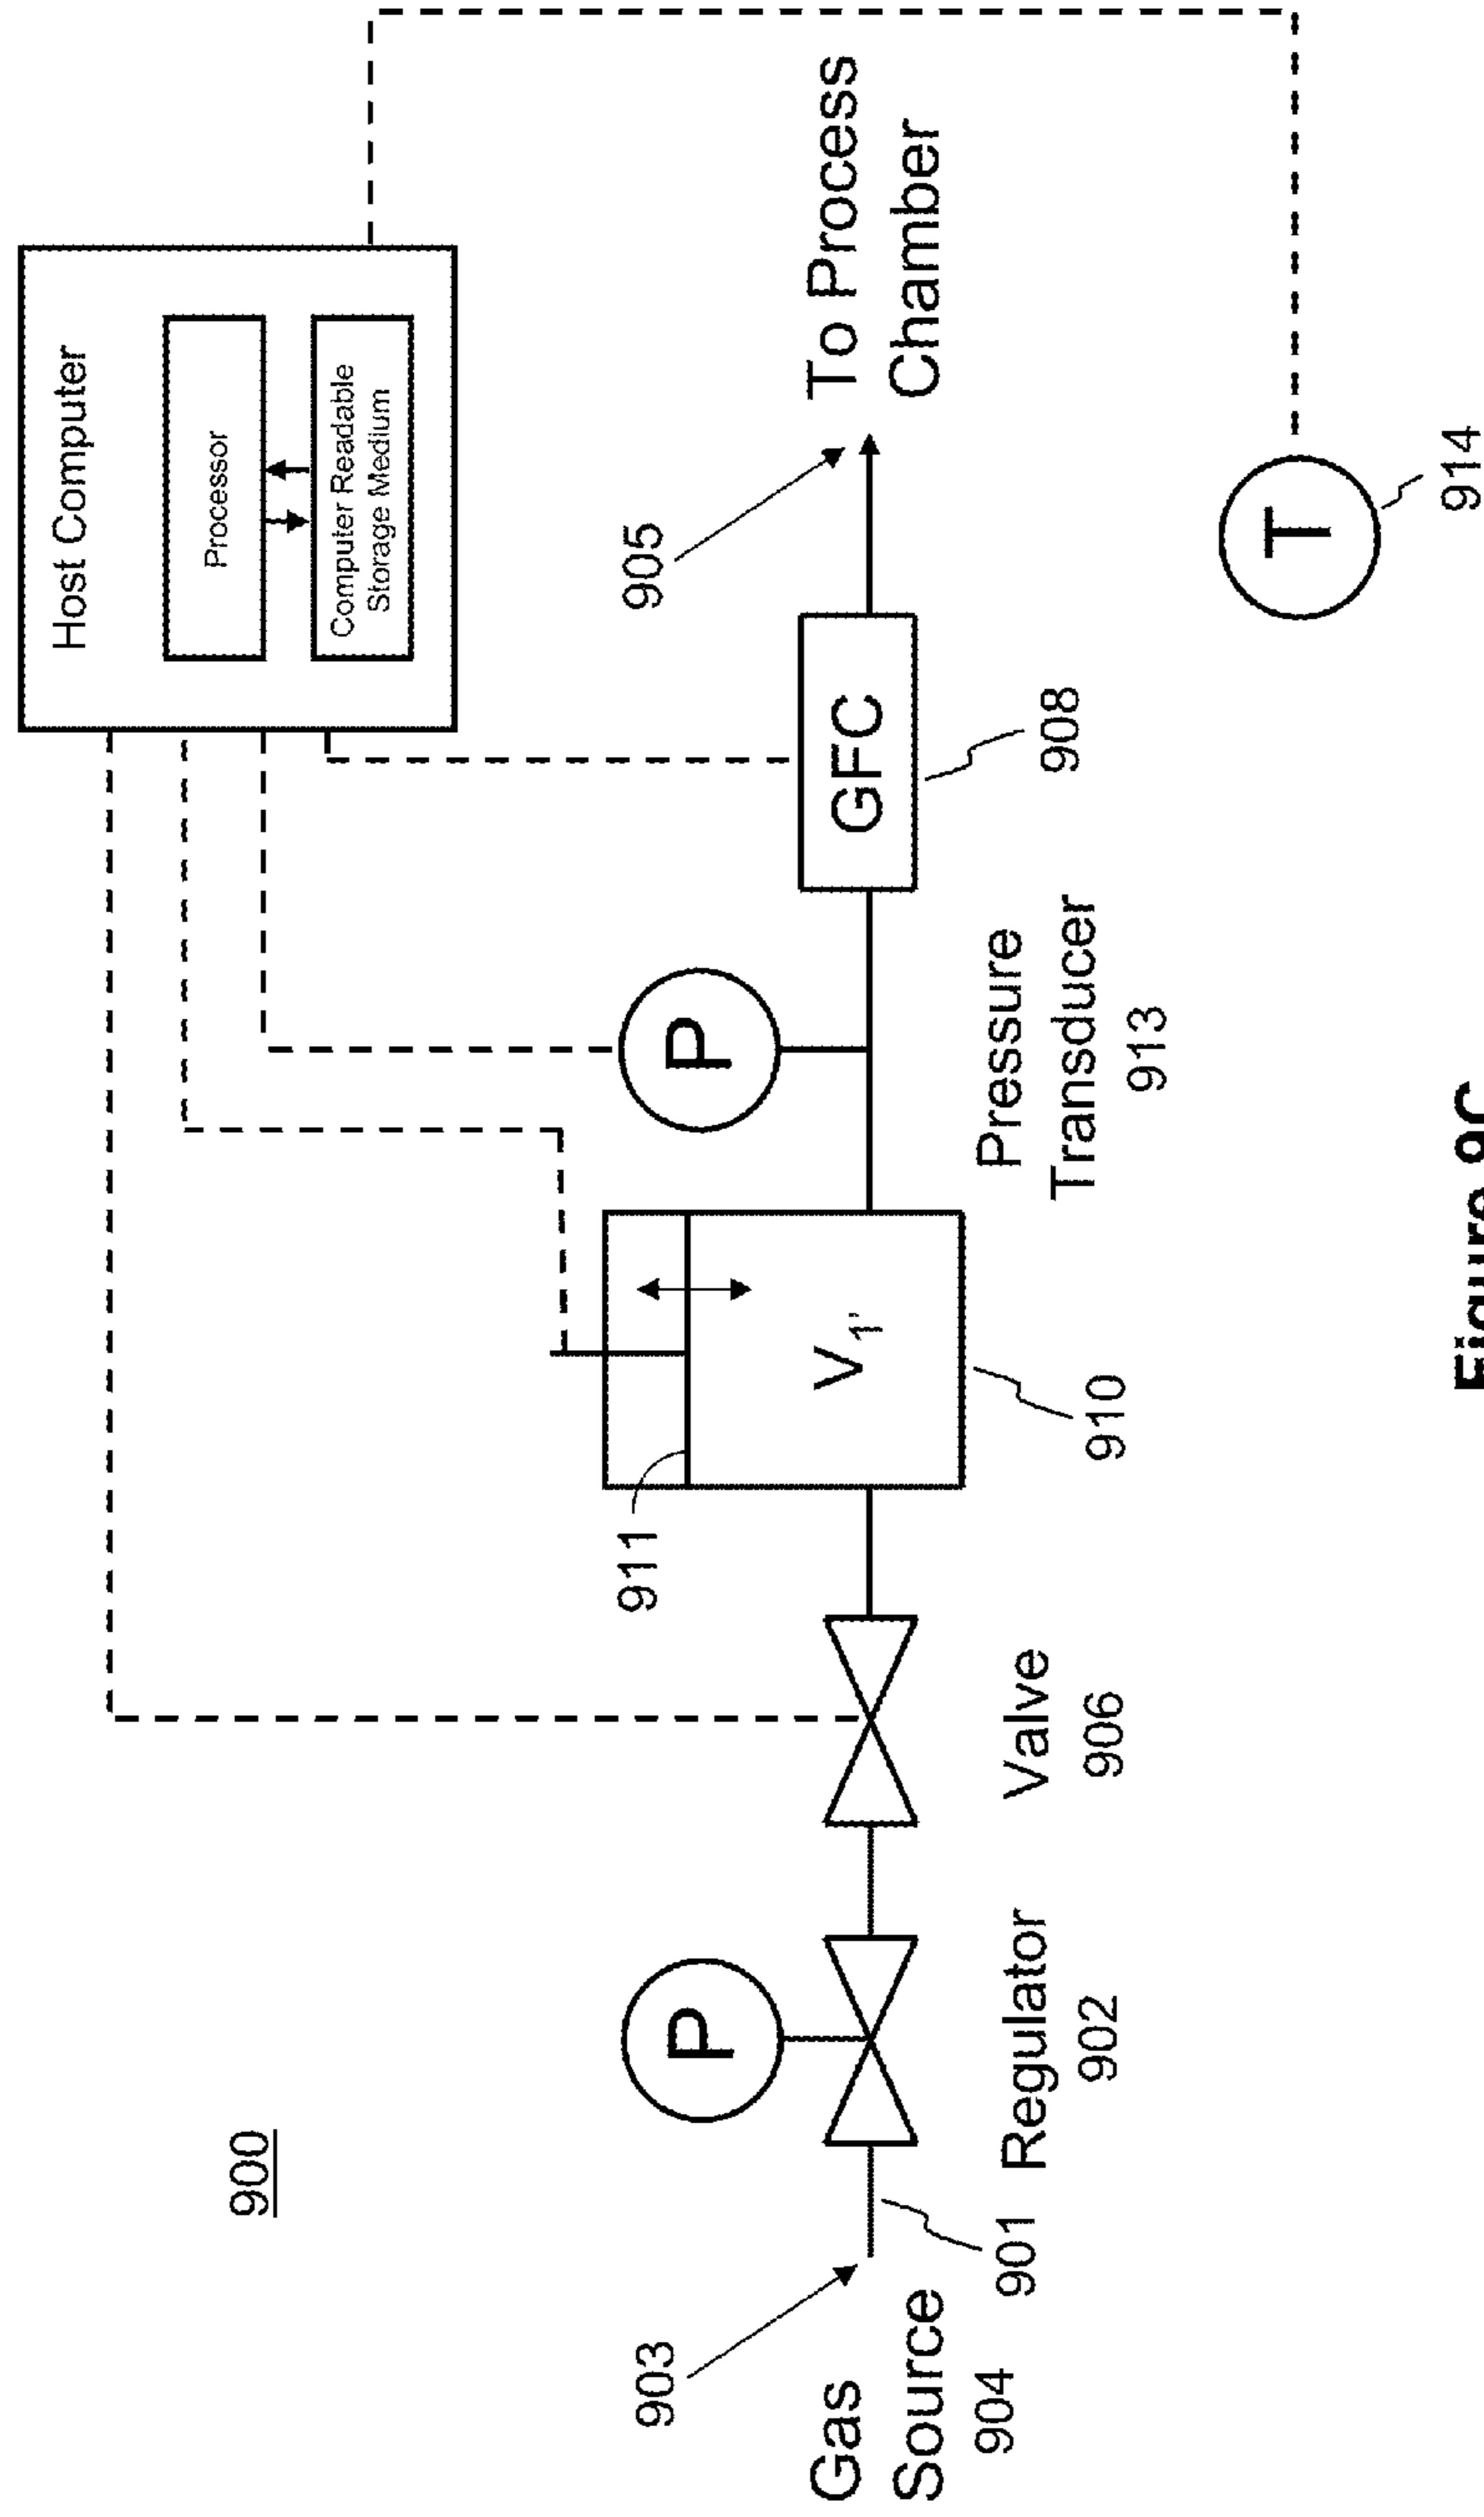 900
Host Computer
Processor
Computer Readable
Storage Medium
903
P
911
P
905
Gas
Source
904
901
Regulator
902
Valve
906
V1"
910
Pressure
Transducer
913
GFC
908
To Process
Chamber
T
914